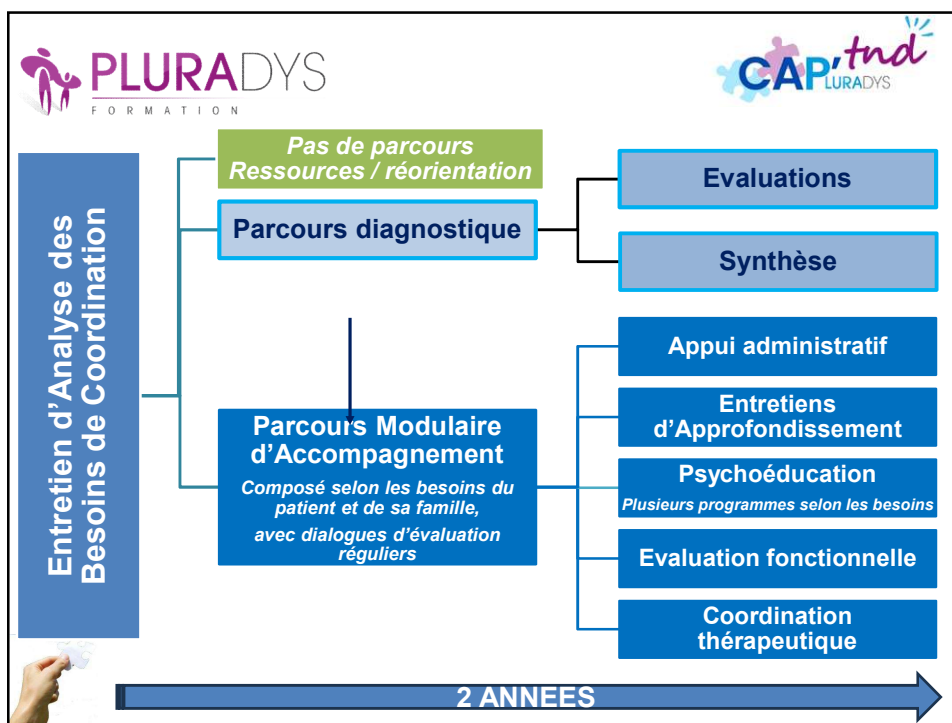 PLURADYS
FORMATION
CAP'tnd
PLURADYS
Entretien d'Analyse des
Besoins de Coordination
Pas de parcours
Ressources / réorientation
Parcours diagnostique
Evaluations
Synthèse
Parcours Modulaire
d'Accompagnement
Composé selon les besoins du
patient et de sa famille,
avec dialogues d'évaluation
réguliers
Appui administratif
Entretiens
d'Approfondissement
Psychoéducation
Plusieurs programmes selon les besoins
Evaluation fonctionnelle
Coordination
thérapeutique
2 ANNEES